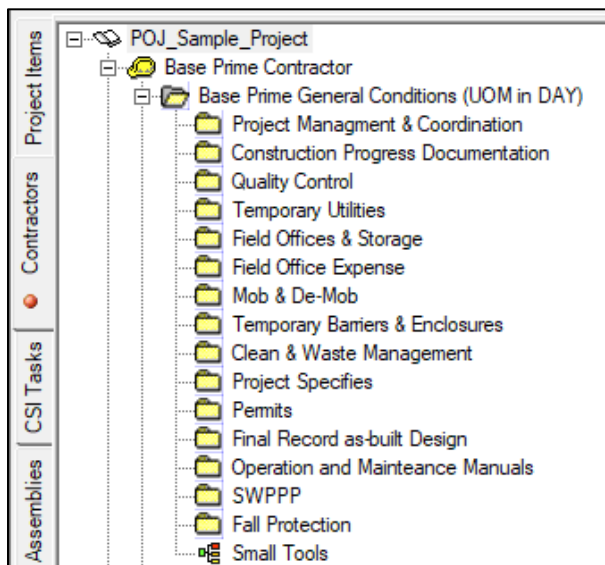 Project Items
Contractors
CSI Tasks
Assemblies
POJ_Sample_Project
Base Prime Contractor
Base Prime General Conditions (UOM in DAY)
Project Managment & Coordination
Construction Progress Documentation
Quality Control
Temporary Utilities
Field Offices & Storage
Field Office Expense
Mob & De-Mob
Temporary Barriers & Enclosures
Clean & Waste Management
Project Specifies
Permits
Final Record as-built Design
Operation and Mainteance Manuals
SWPPP
Fall Protection
Small Tools